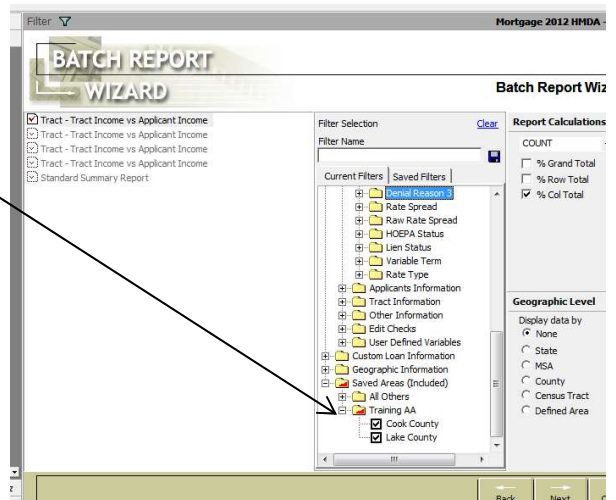 Filter
Mortgage 2012 HMDA -
BATCH REPORT
WIZARD
Batch Report Wiz
Tract - Tract Income vs Applicant Income
Tract - Tract Income vs Applicant Income
Tract - Tract Income vs Applicant Income
Tract - Tract Income vs Applicant Income
Standard Summary Report
Filter Selection
Clear
Filter Name
Current Filters
Saved Filters
Denial Reason 3
Rate Spread
Raw Rate Spread
HOEPA Status
Lien Status
Variable Term
Rate Type
Applicants Information
Tract Information
Other Information
Edit Checks
User Defined Variables
Custom Loan Information
Geographic Information
Saved Areas (Included)
All Others
Training AA
Cook County
Lake County
Report Calculations
COUNT
% Grand Total
% Row Total
% Col Total
Geographic Level
Display data by
None
State
MSA
County
Census Tract
Defined Area
Back
Next